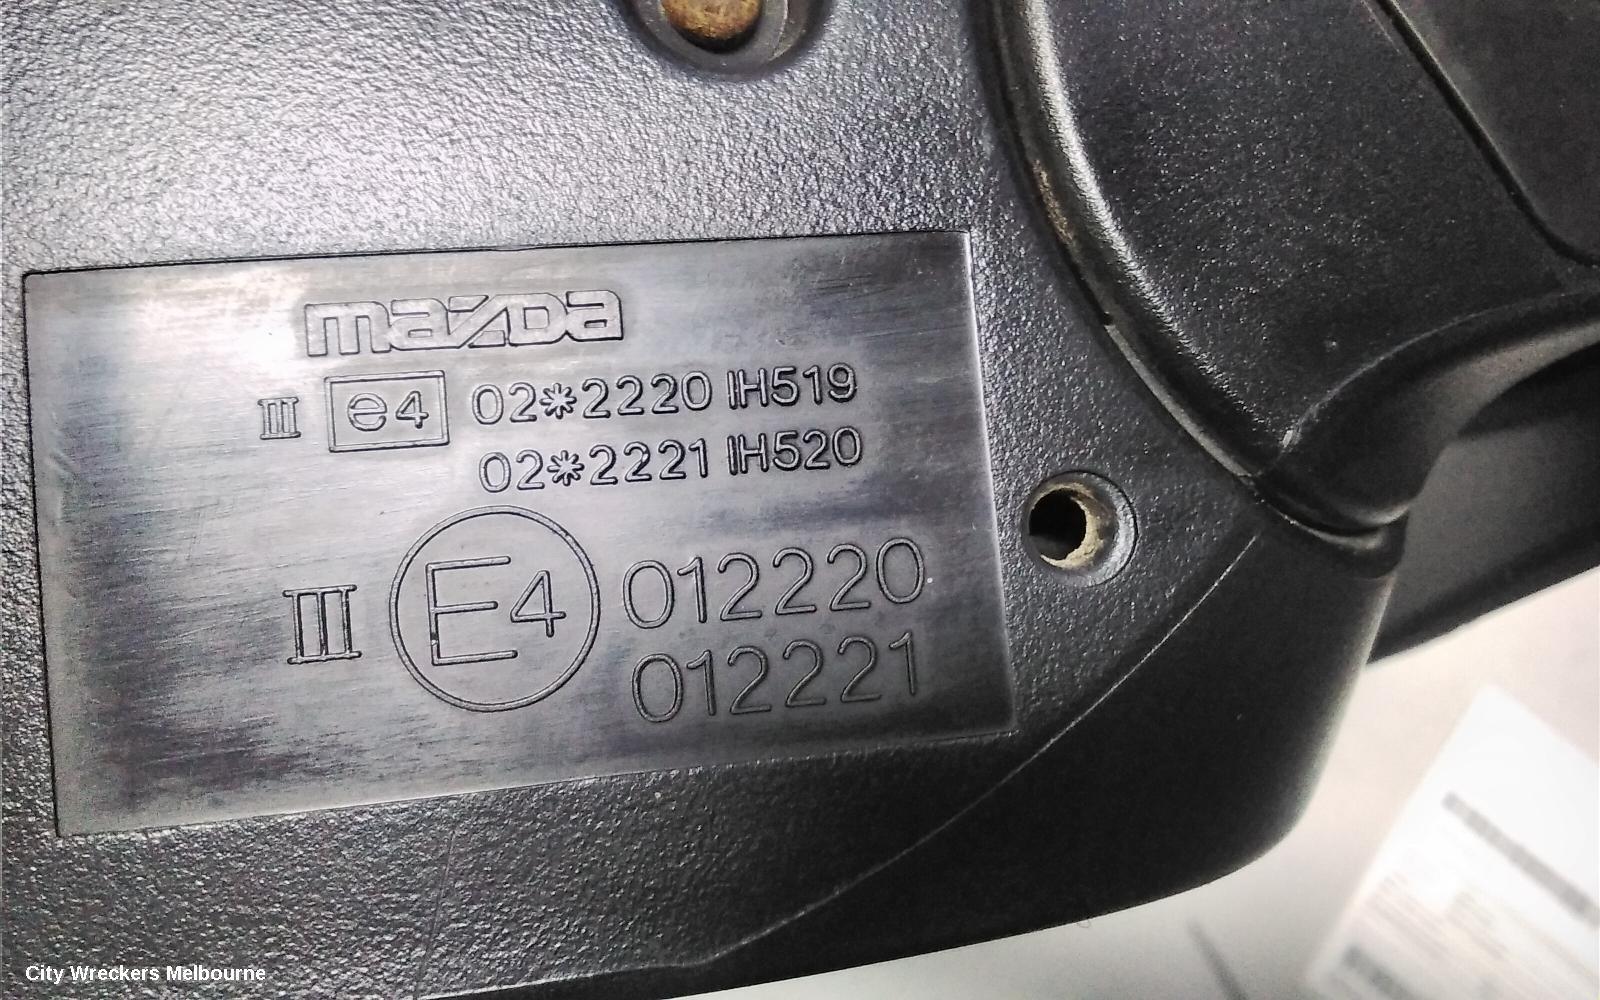 mazda
III e4 02*2220 IH519
02*2221 IH520
III E4 012220
012221
City Wreckers Melbourne